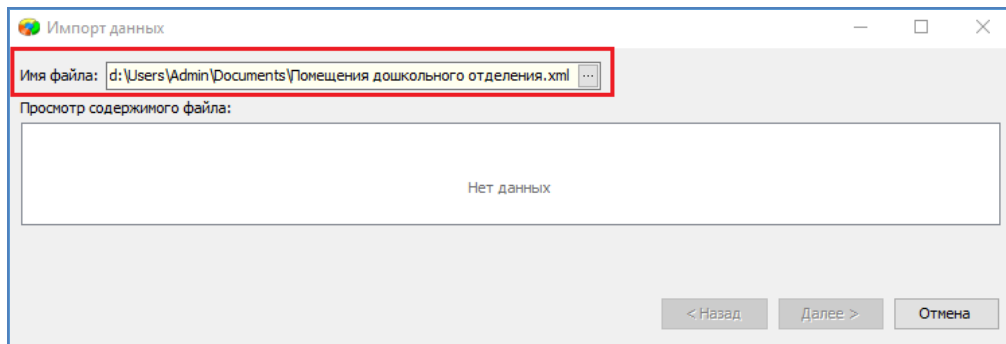 Импорт данных
Имя файла: d:\Users\Admin\Documents\Помещения дошкольного отделения.xml ...
Просмотр содержимого файла:
Нет данных
< Назад Далее > Отмена